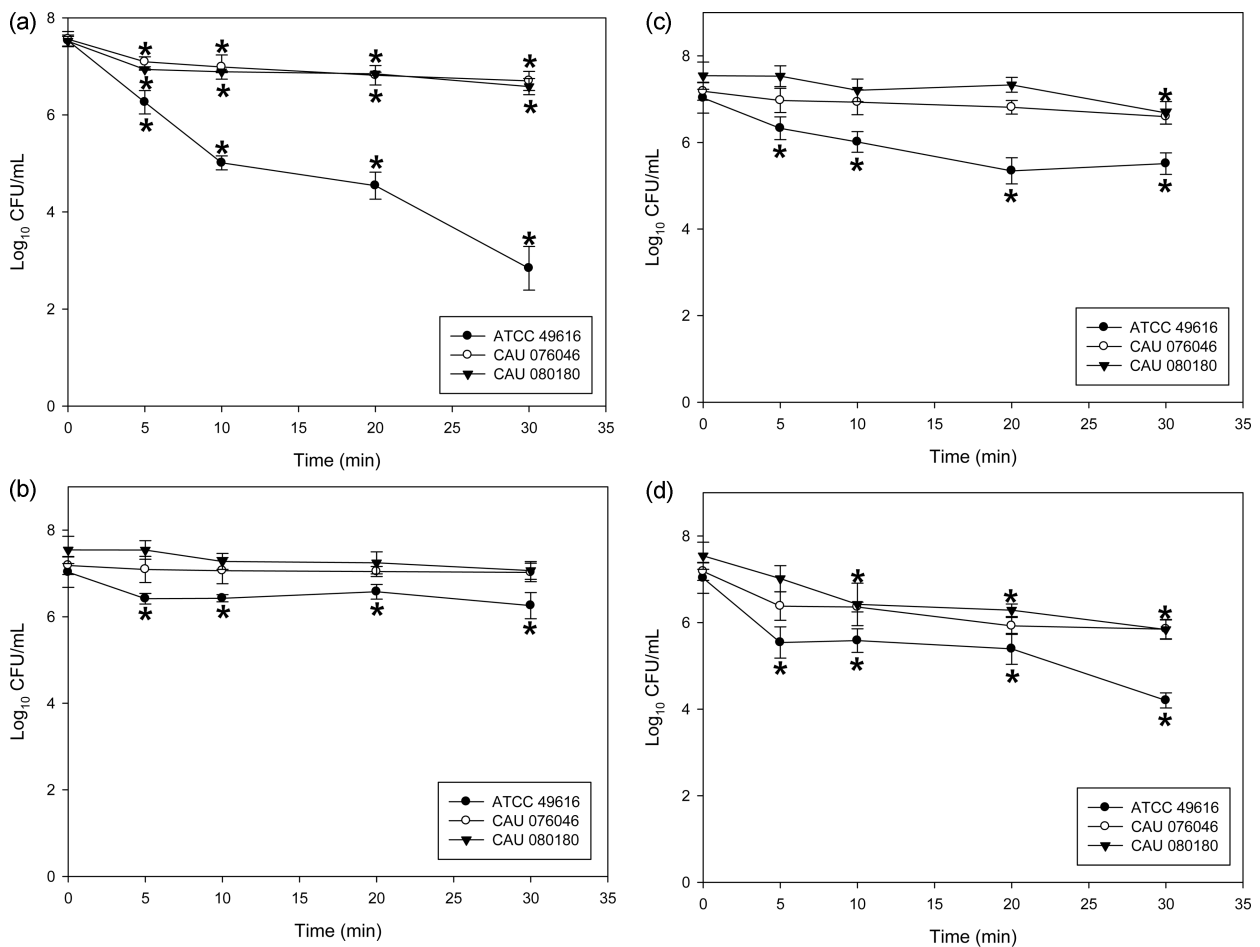 (a)
8
6
4
2
0
Log10 CFU/mL
* * * * * * * * * * * *
ATCC 49616
CAU 076046
CAU 080180
0 5 10 15 20 25 30 35
Time (min)
(c)
8
6
4
2
0
Log10 CFU/mL
* * * * *
ATCC 49616
CAU 076046
CAU 080180
0 5 10 15 20 25 30 35
Time (min)
(b)
8
6
4
2
0
Log10 CFU/mL
* * * *
ATCC 49616
CAU 076046
CAU 080180
0 5 10 15 20 25 30 35
Time (min)
(d)
8
6
4
2
0
Log10 CFU/mL
* * * * * * *
ATCC 49616
CAU 076046
CAU 080180
0 5 10 15 20 25 30 35
Time (min)